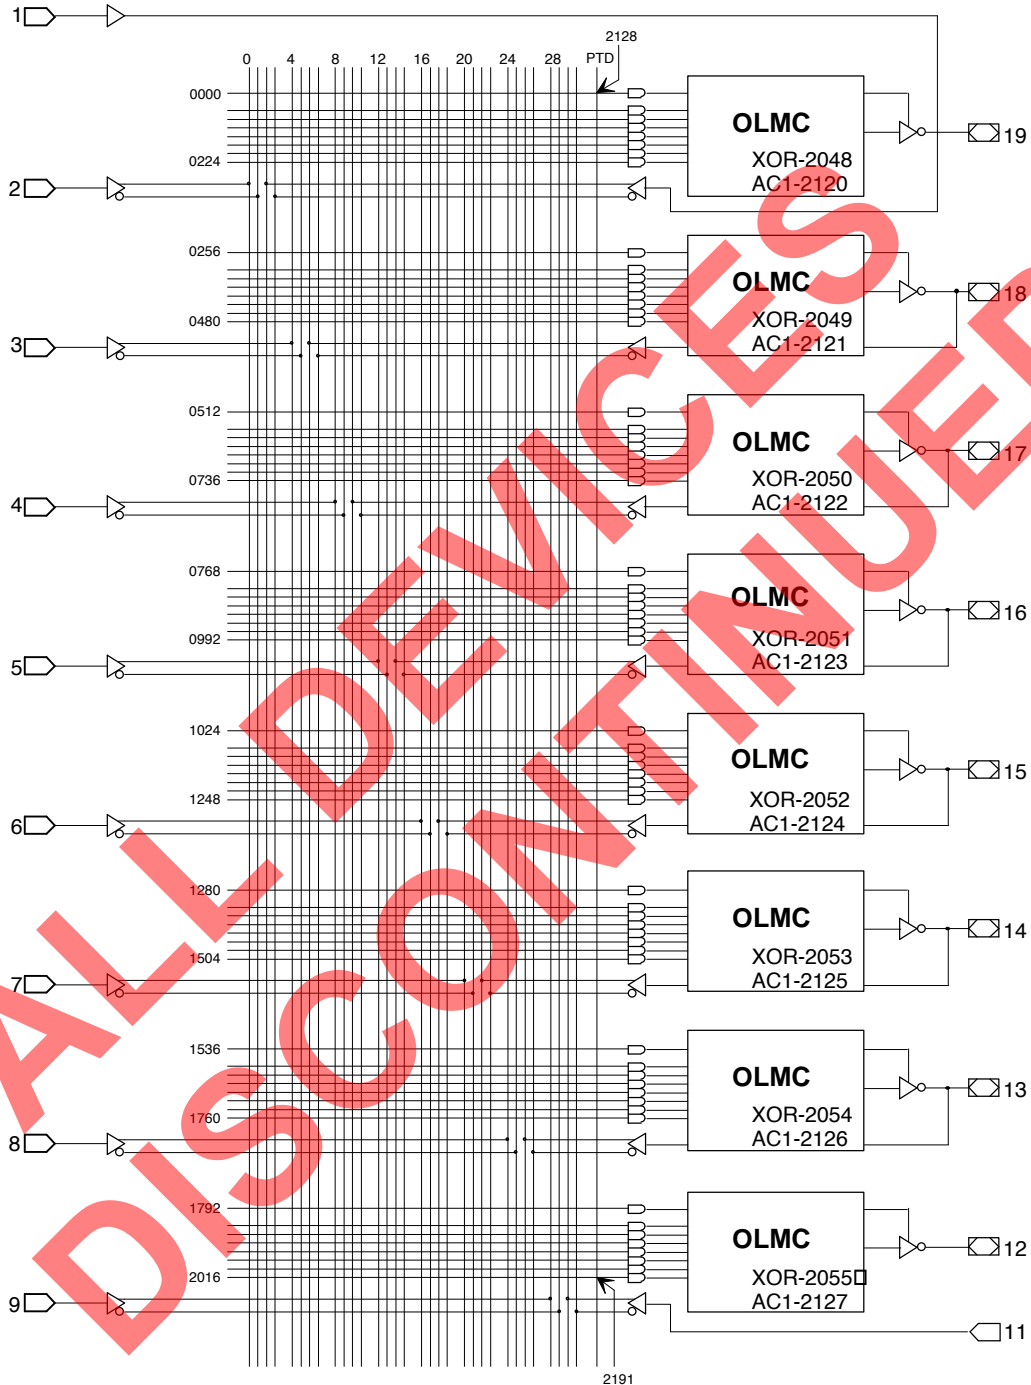 1
2128
0 4 8 12 16 20 24 28 PTD
0000
OLMC
XOR-2048
AC1-2120
19
0224
2
0256
OLMC
XOR-2049
AC1-2121
18
0480
3
0512
OLMC
XOR-2050
AC1-2122
17
0736
4
0768
OLMC
XOR-2051
AC1-2123
16
0992
5
1024
OLMC
XOR-2052
AC1-2124
15
1248
6
1280
OLMC
XOR-2053
AC1-2125
14
1504
7
1536
OLMC
XOR-2054
AC1-2126
13
1760
8
1792
OLMC
XOR-2055
AC1-2127
12
2016
9
11
2191
ALL DEVICES
DISCONTINUED